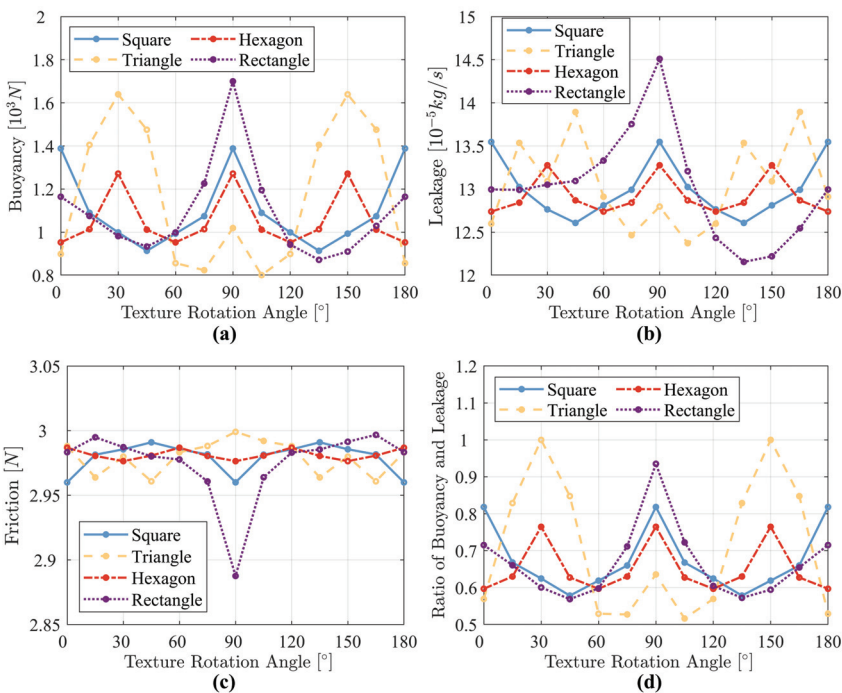 2
1.8
1.6
1.4
1.2
1
0.8
Buoyancy [10³N]
Square
Hexagon
Triangle
Rectangle
0 30 60 90 120 150 180
Texture Rotation Angle [°]
(a)
15
14.5
14
13.5
13
12.5
12
Leakage [10⁻⁵kg/s]
Square
Triangle
Hexagon
Rectangle
0 30 60 90 120 150 180
Texture Rotation Angle [°]
(b)
3.05
3
2.95
2.9
2.85
Friction [N]
Square
Triangle
Hexagon
Rectangle
0 30 60 90 120 150 180
Texture Rotation Angle [°]
(c)
1.2
1.1
1
0.9
0.8
0.7
0.6
0.5
Ratio of Buoyancy and Leakage
Square
Hexagon
Triangle
Rectangle
0 30 60 90 120 150 180
Texture Rotation Angle [°]
(d)